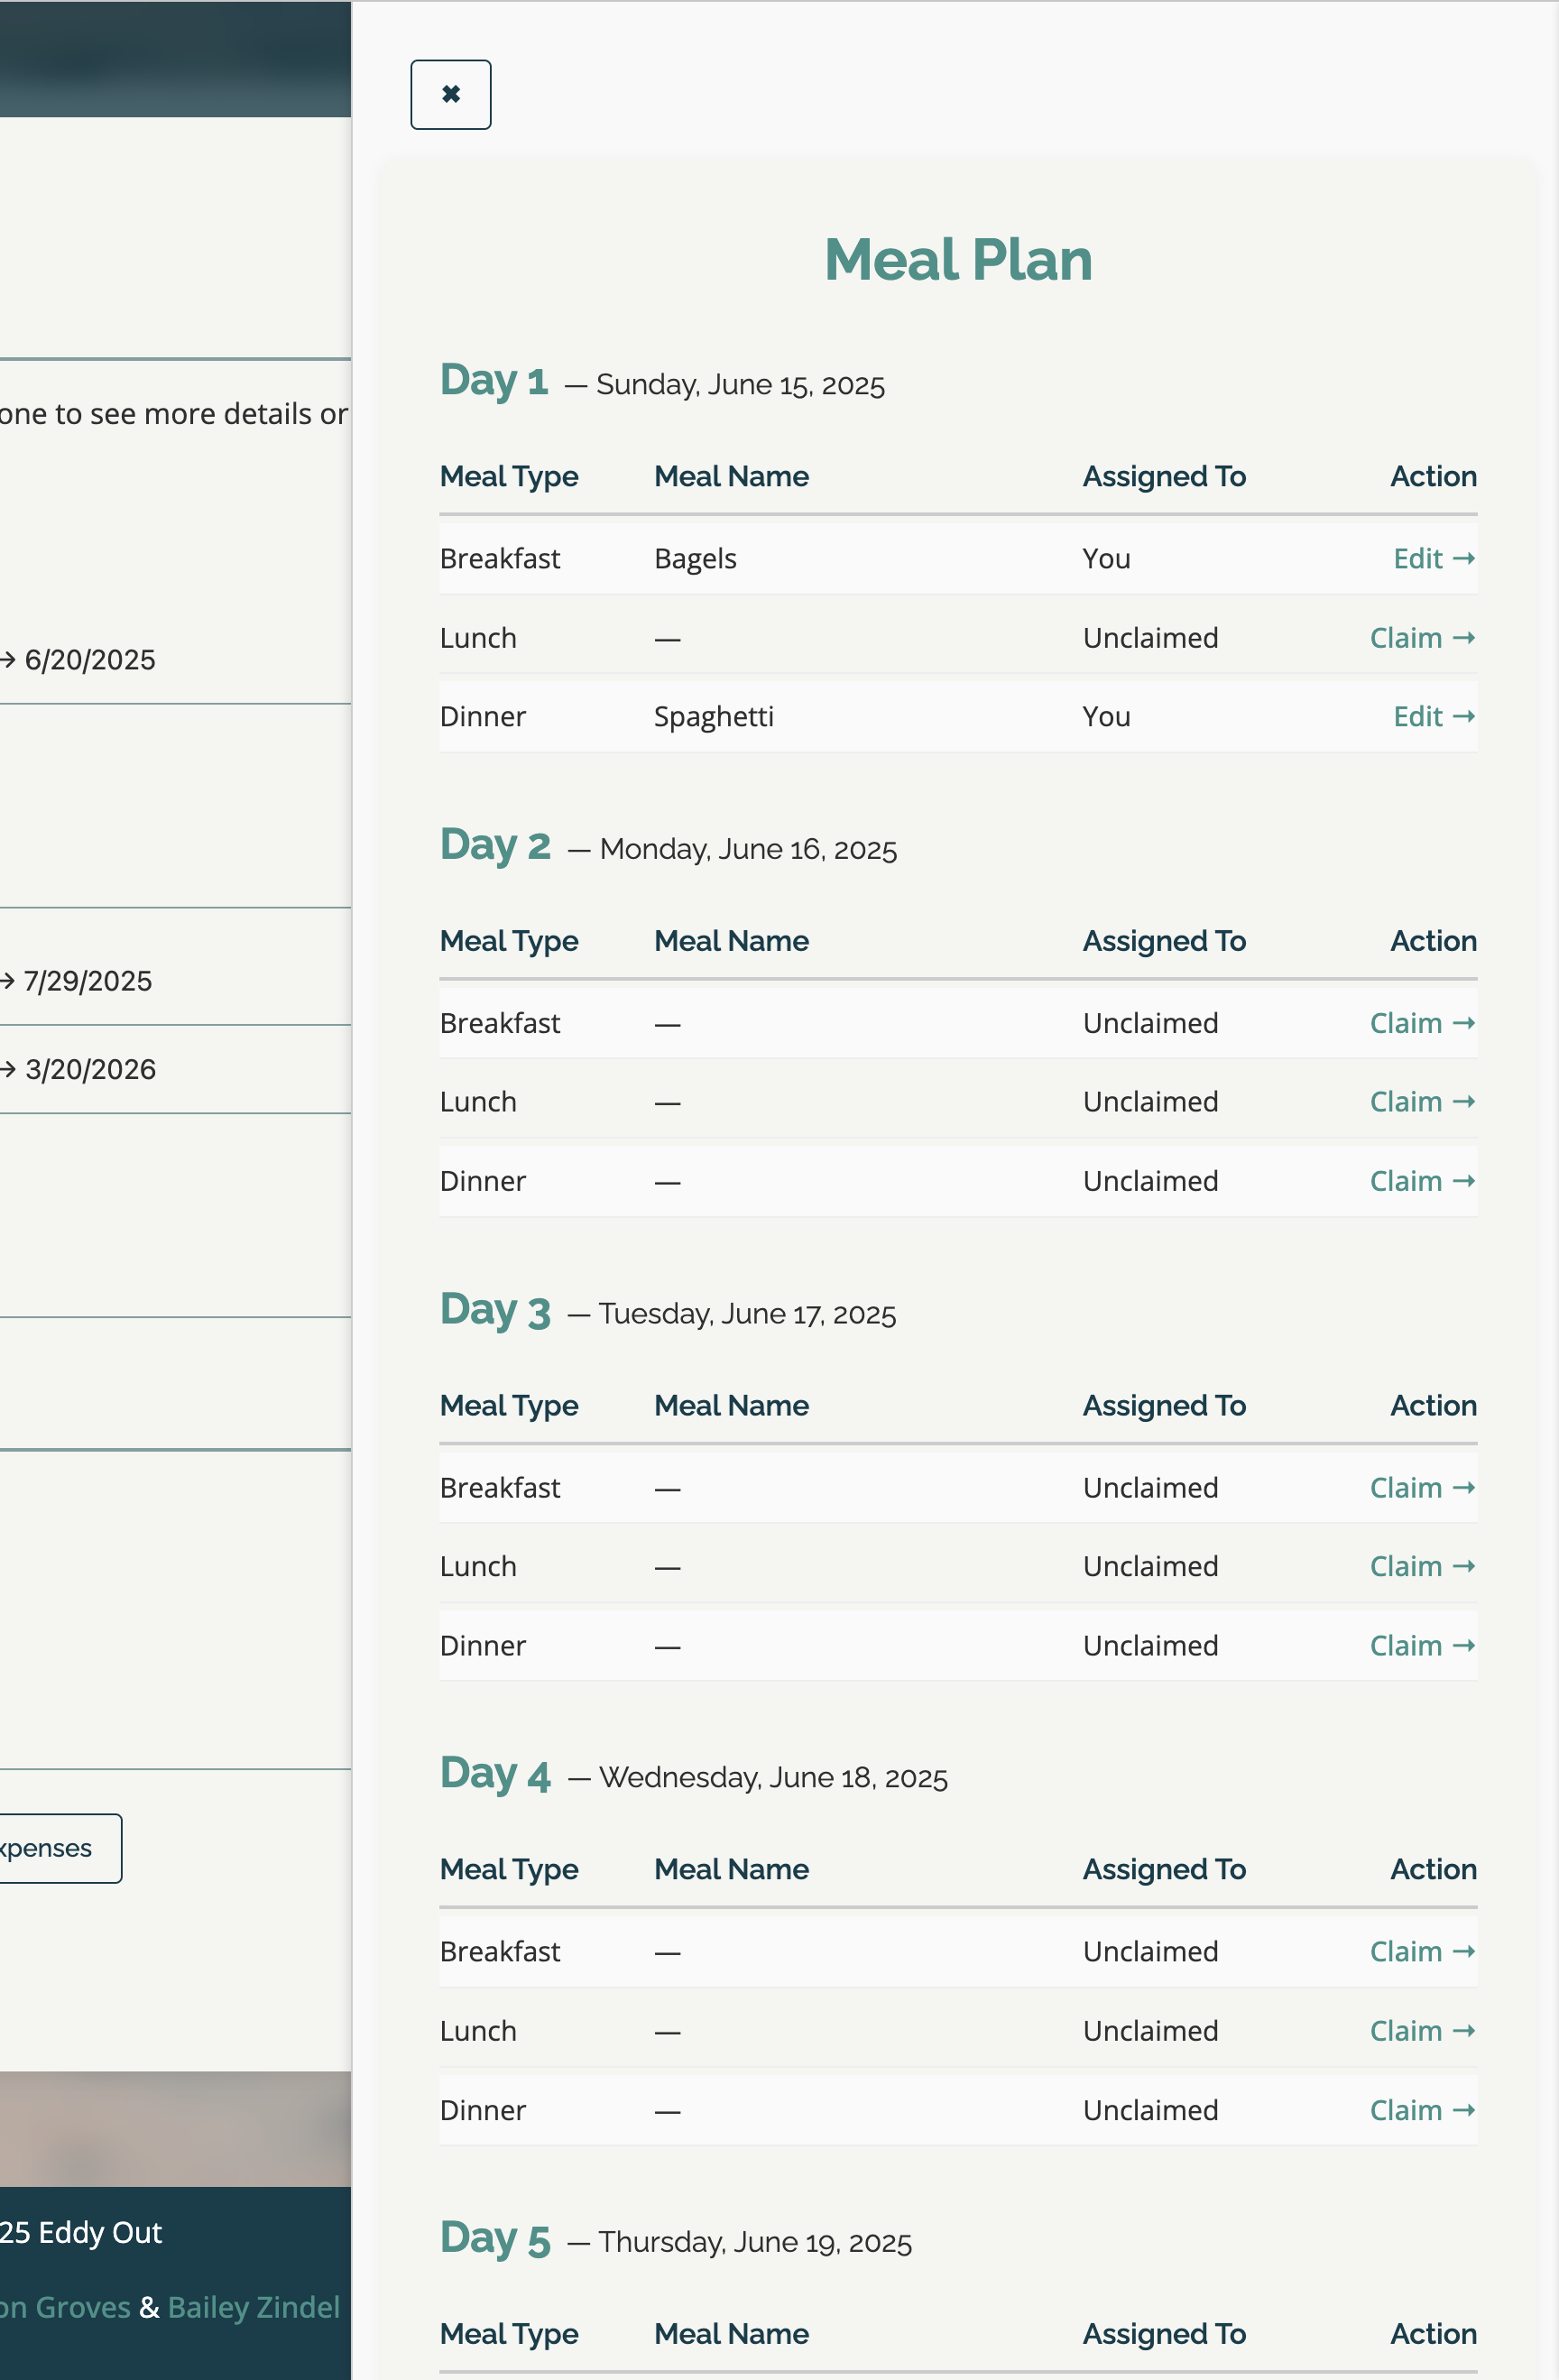 ✖
one to see more details or
→ 6/20/2025
→ 7/29/2025
→ 3/20/2026
xpenses
25 Eddy Out
on Groves & Bailey Zindel
Meal Plan
Day 1 — Sunday, June 15, 2025
Meal Type Meal Name Assigned To Action
Breakfast Bagels You Edit →
Lunch — Unclaimed Claim →
Dinner Spaghetti You Edit →
Day 2 — Monday, June 16, 2025
Meal Type Meal Name Assigned To Action
Breakfast — Unclaimed Claim →
Lunch — Unclaimed Claim →
Dinner — Unclaimed Claim →
Day 3 — Tuesday, June 17, 2025
Meal Type Meal Name Assigned To Action
Breakfast — Unclaimed Claim →
Lunch — Unclaimed Claim →
Dinner — Unclaimed Claim →
Day 4 — Wednesday, June 18, 2025
Meal Type Meal Name Assigned To Action
Breakfast — Unclaimed Claim →
Lunch — Unclaimed Claim →
Dinner — Unclaimed Claim →
Day 5 — Thursday, June 19, 2025
Meal Type Meal Name Assigned To Action